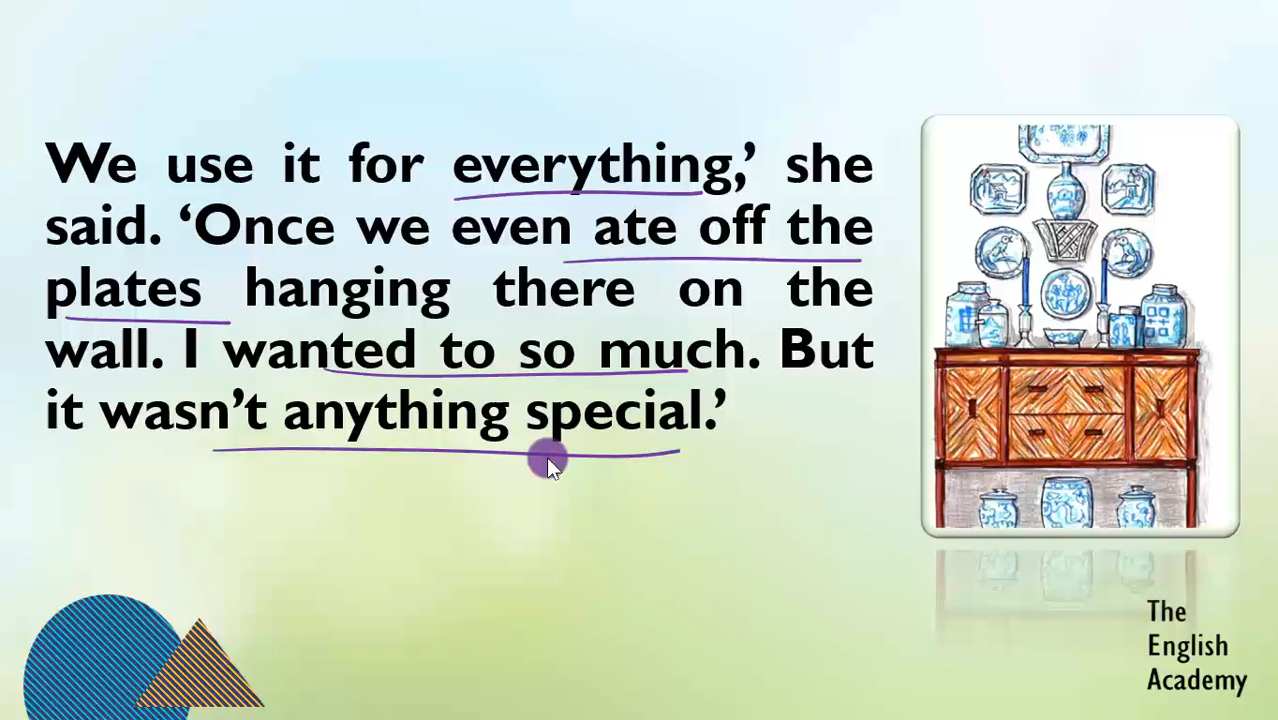 We use it for everything,’ she
said. ‘Once we even ate off the
plates hanging there on the
wall. I wanted to so much. But
it wasn’t anything special.’
The
English
Academy